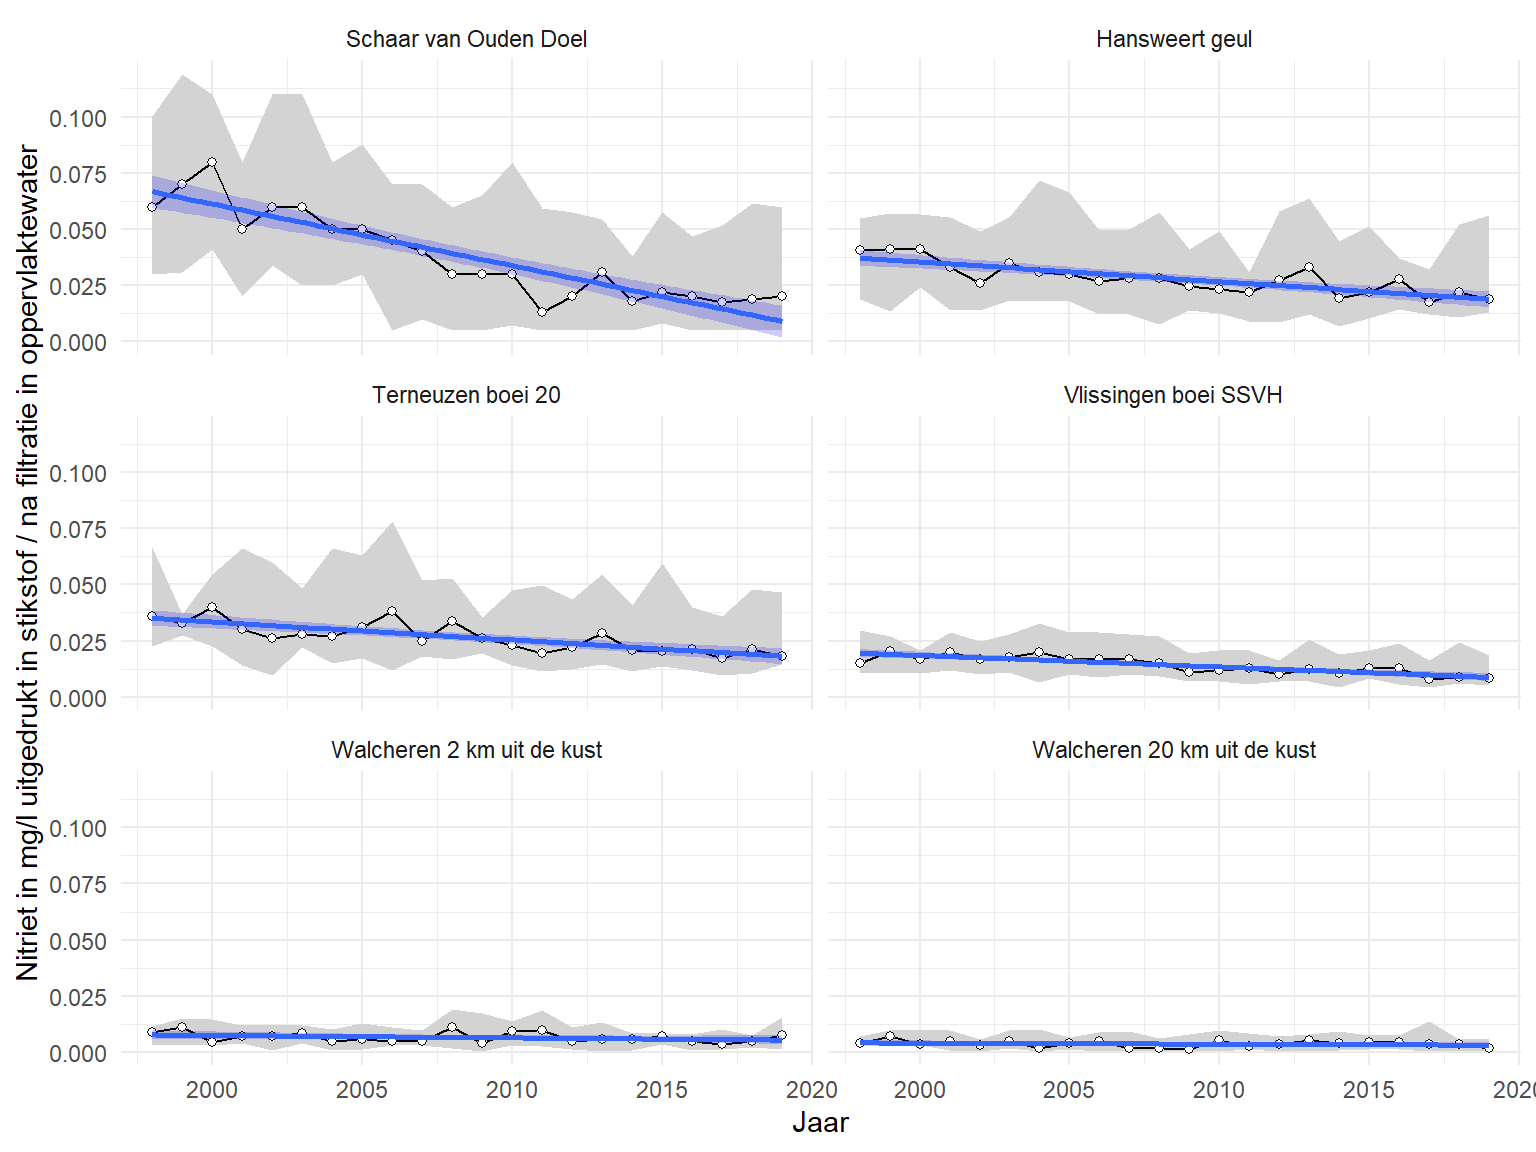 Schaar van Ouden Doel
Hansweert geul
0.100
0.075
0.050
0.025
0.000
Terneuzen boei 20
Vlissingen boei SSVH
0.100
0.075
0.050
0.025
0.000
Walcheren 2 km uit de kust
Walcheren 20 km uit de kust
0.100
0.075
0.050
0.025
0.000
2000 2005 2010 2015 2020
2000 2005 2010 2015 2020
Jaar
Nitriet in mg/l uitgedrukt in stikstof / na filtratie in oppervlaktewater